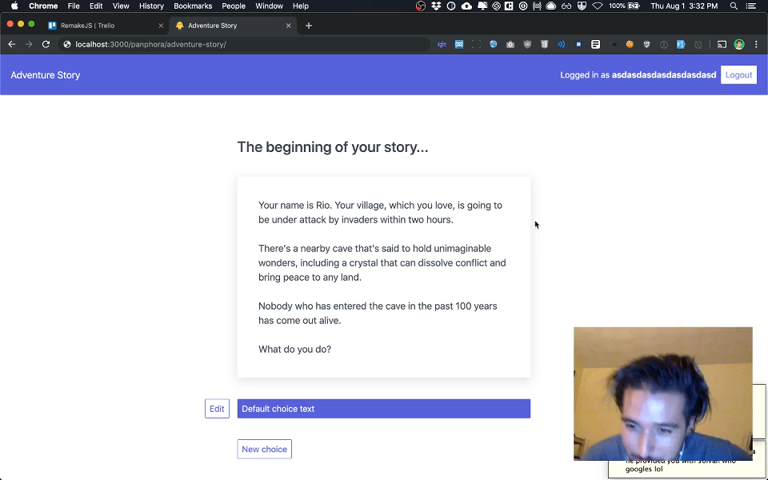 Chrome File Edit View History Bookmarks People Window Help 100% Thu Aug 1 3:32 PM
RemakeJS | Trello Adventure Story
localhost:3000/panphora/adventure-story/
Adventure Story Logged in as asdasdasdasdasdasdasd Logout
The beginning of your story...
Your name is Rio. Your village, which you love, is going to
be under attack by invaders within two hours.
There's a nearby cave that's said to hold unimaginable
wonders, including a crystal that can dissolve conflict and
bring peace to any land.
Nobody who has entered the cave in the past 100 years
has come out alive.
What do you do?
Edit Default choice text
New choice
googles lol